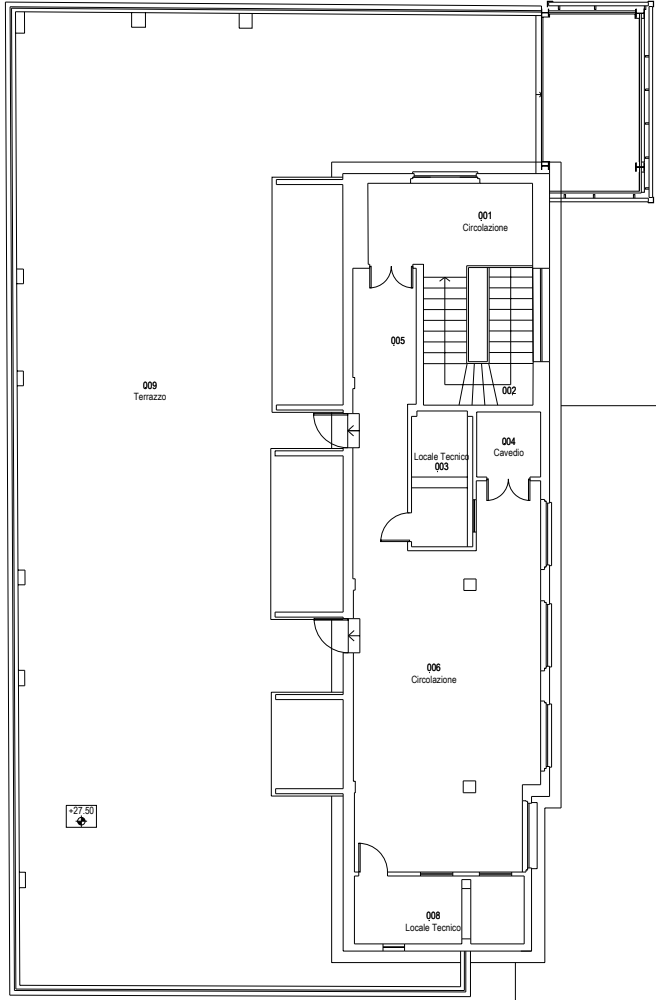 001
Circolazione
005
009
Terrazzo
002
004
Cavedio
Locale Tecnico
003
006
Circolazione
+27.50
008
Locale Tecnico